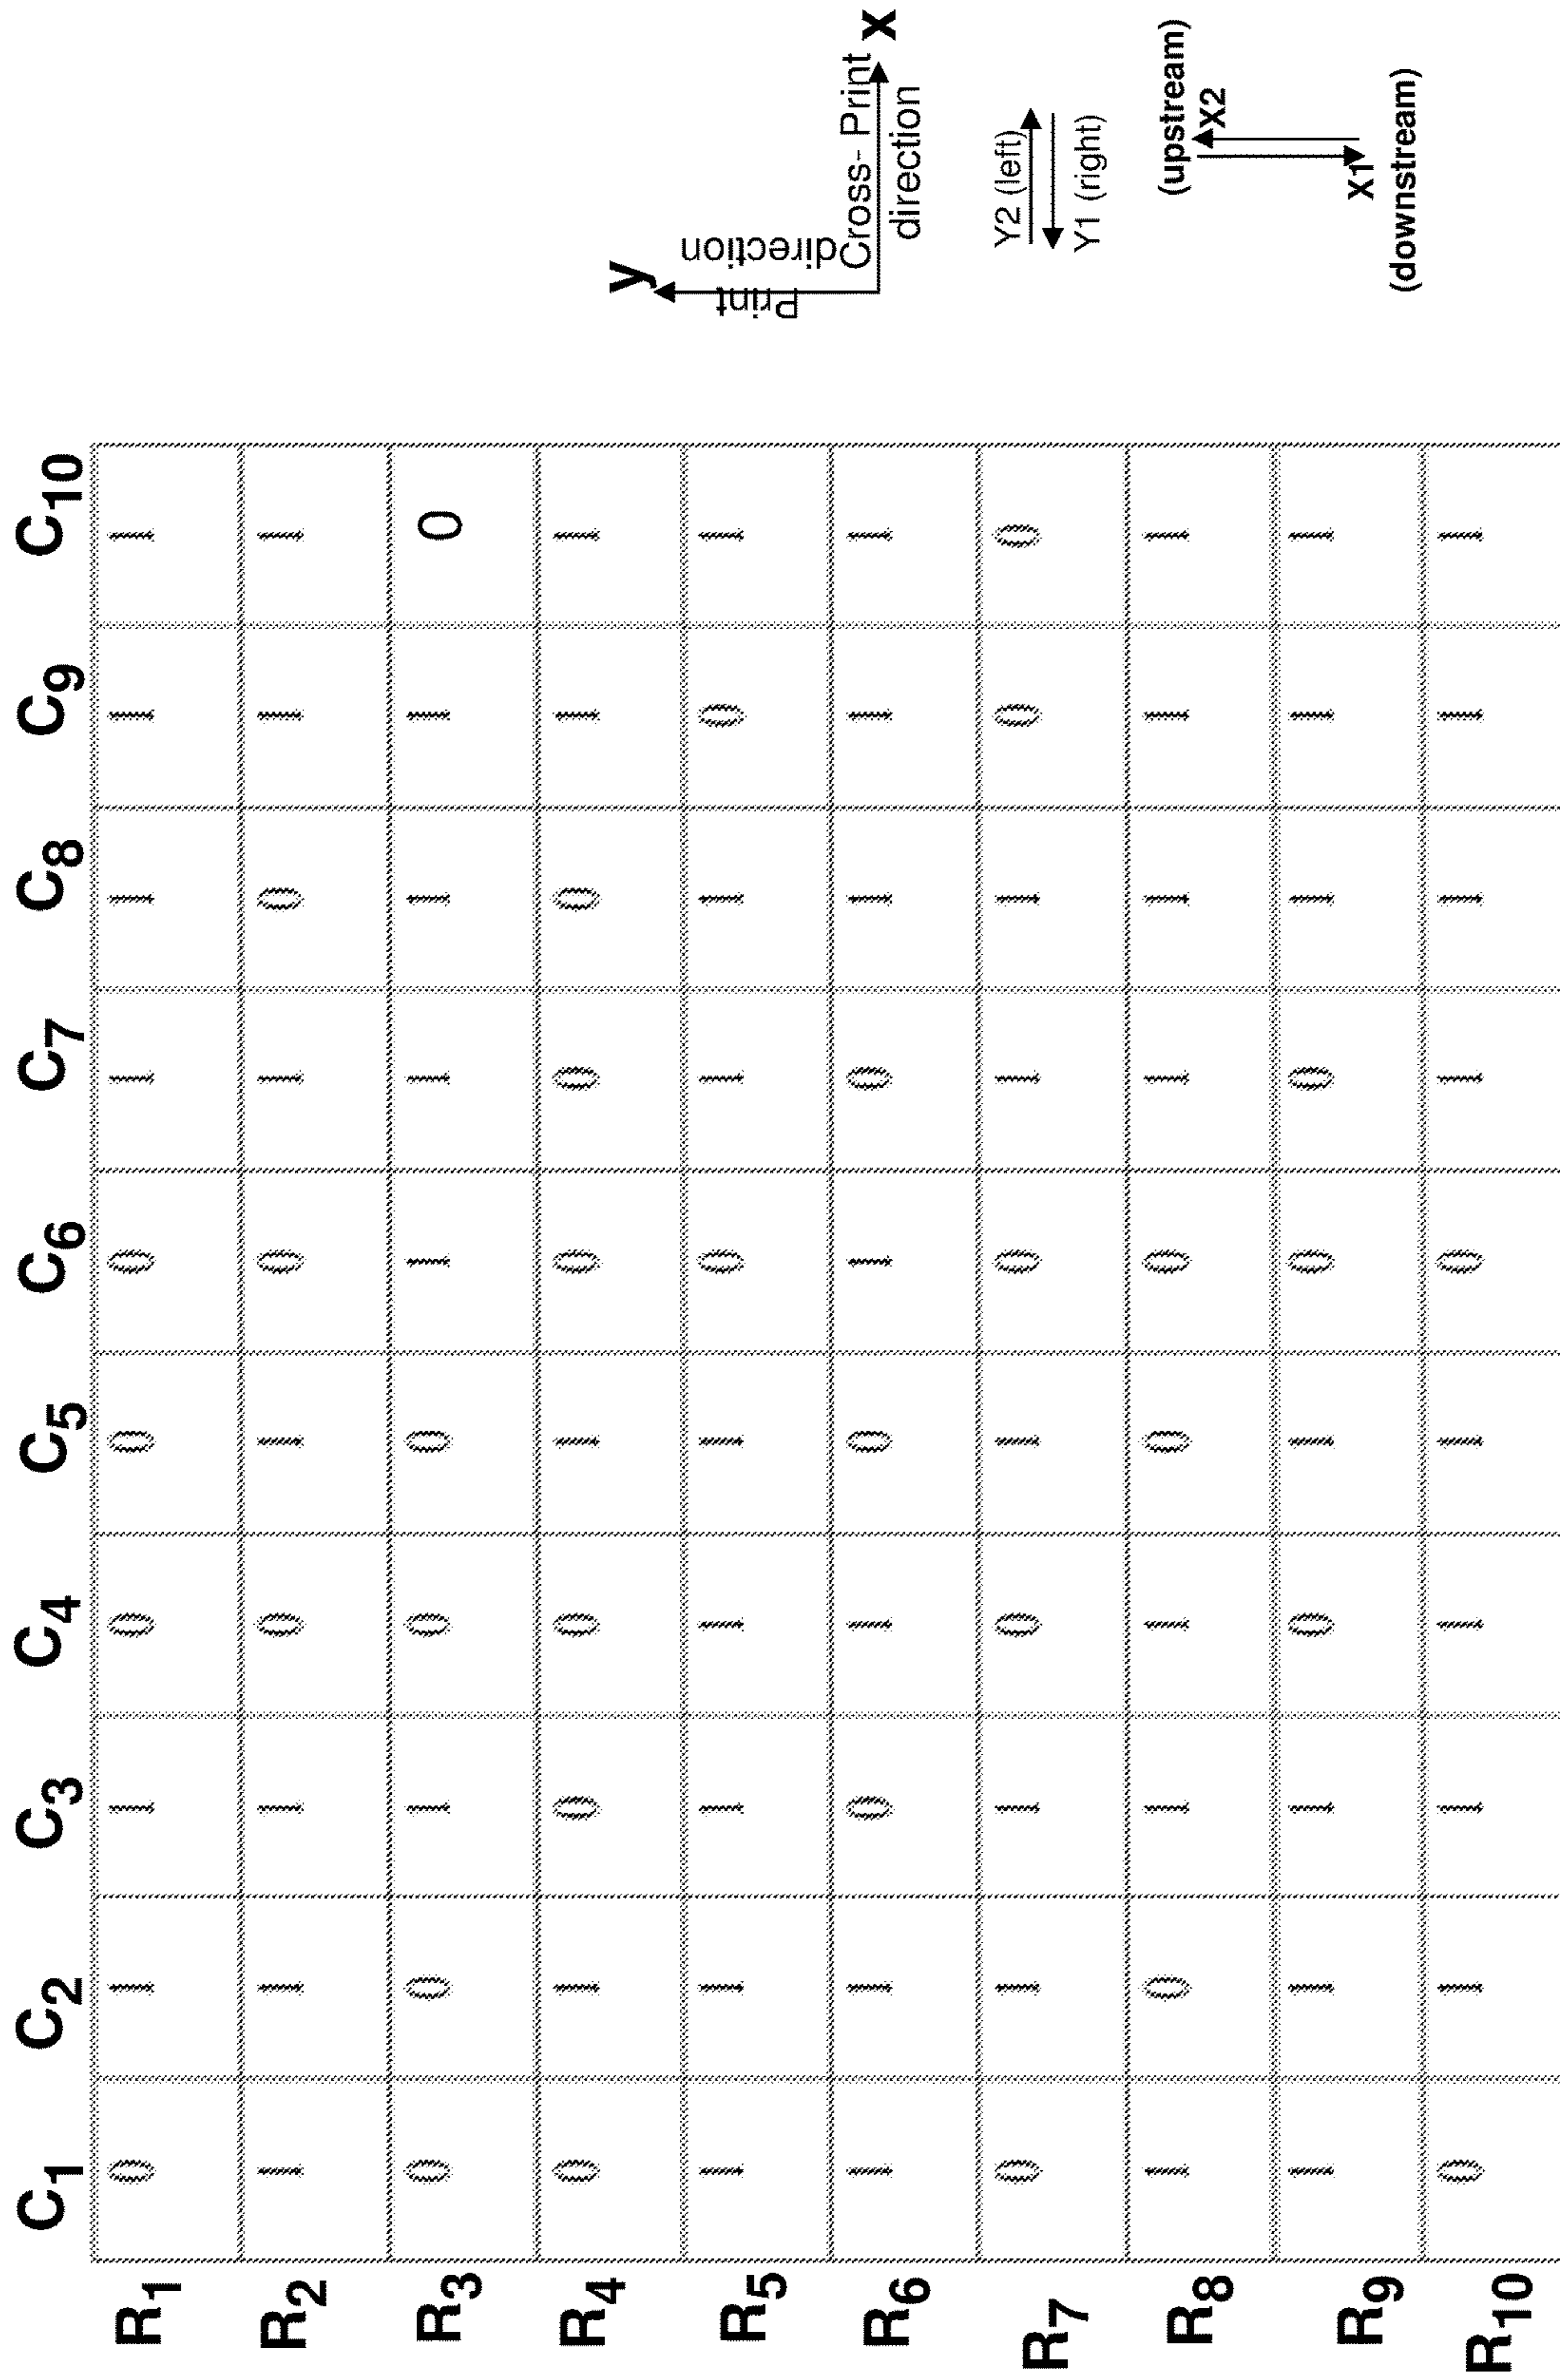 C1 C2 C3 C4 C5 C6 C7 C8 C9 C10
R1 0 1 1 0 0 0 1 1 1 1
R2 1 1 1 0 1 0 1 0 1 1
R3 0 0 1 0 0 1 1 1 1 0
R4 0 1 0 0 1 0 0 0 1 1
R5 1 1 1 1 1 0 1 1 0 1
R6 1 1 0 1 0 1 0 1 1 1
R7 0 1 1 0 1 0 1 1 0 0
R8 1 0 1 1 0 0 1 1 1 1
R9 1 1 1 0 1 0 0 1 1 1
R10 0 1 1 1 1 0 1 1 1 1
y
Print
direction
Cross- Print
direction
x
Y2 (left)
Y1 (right)
(upstream)
X2
X1
(downstream)